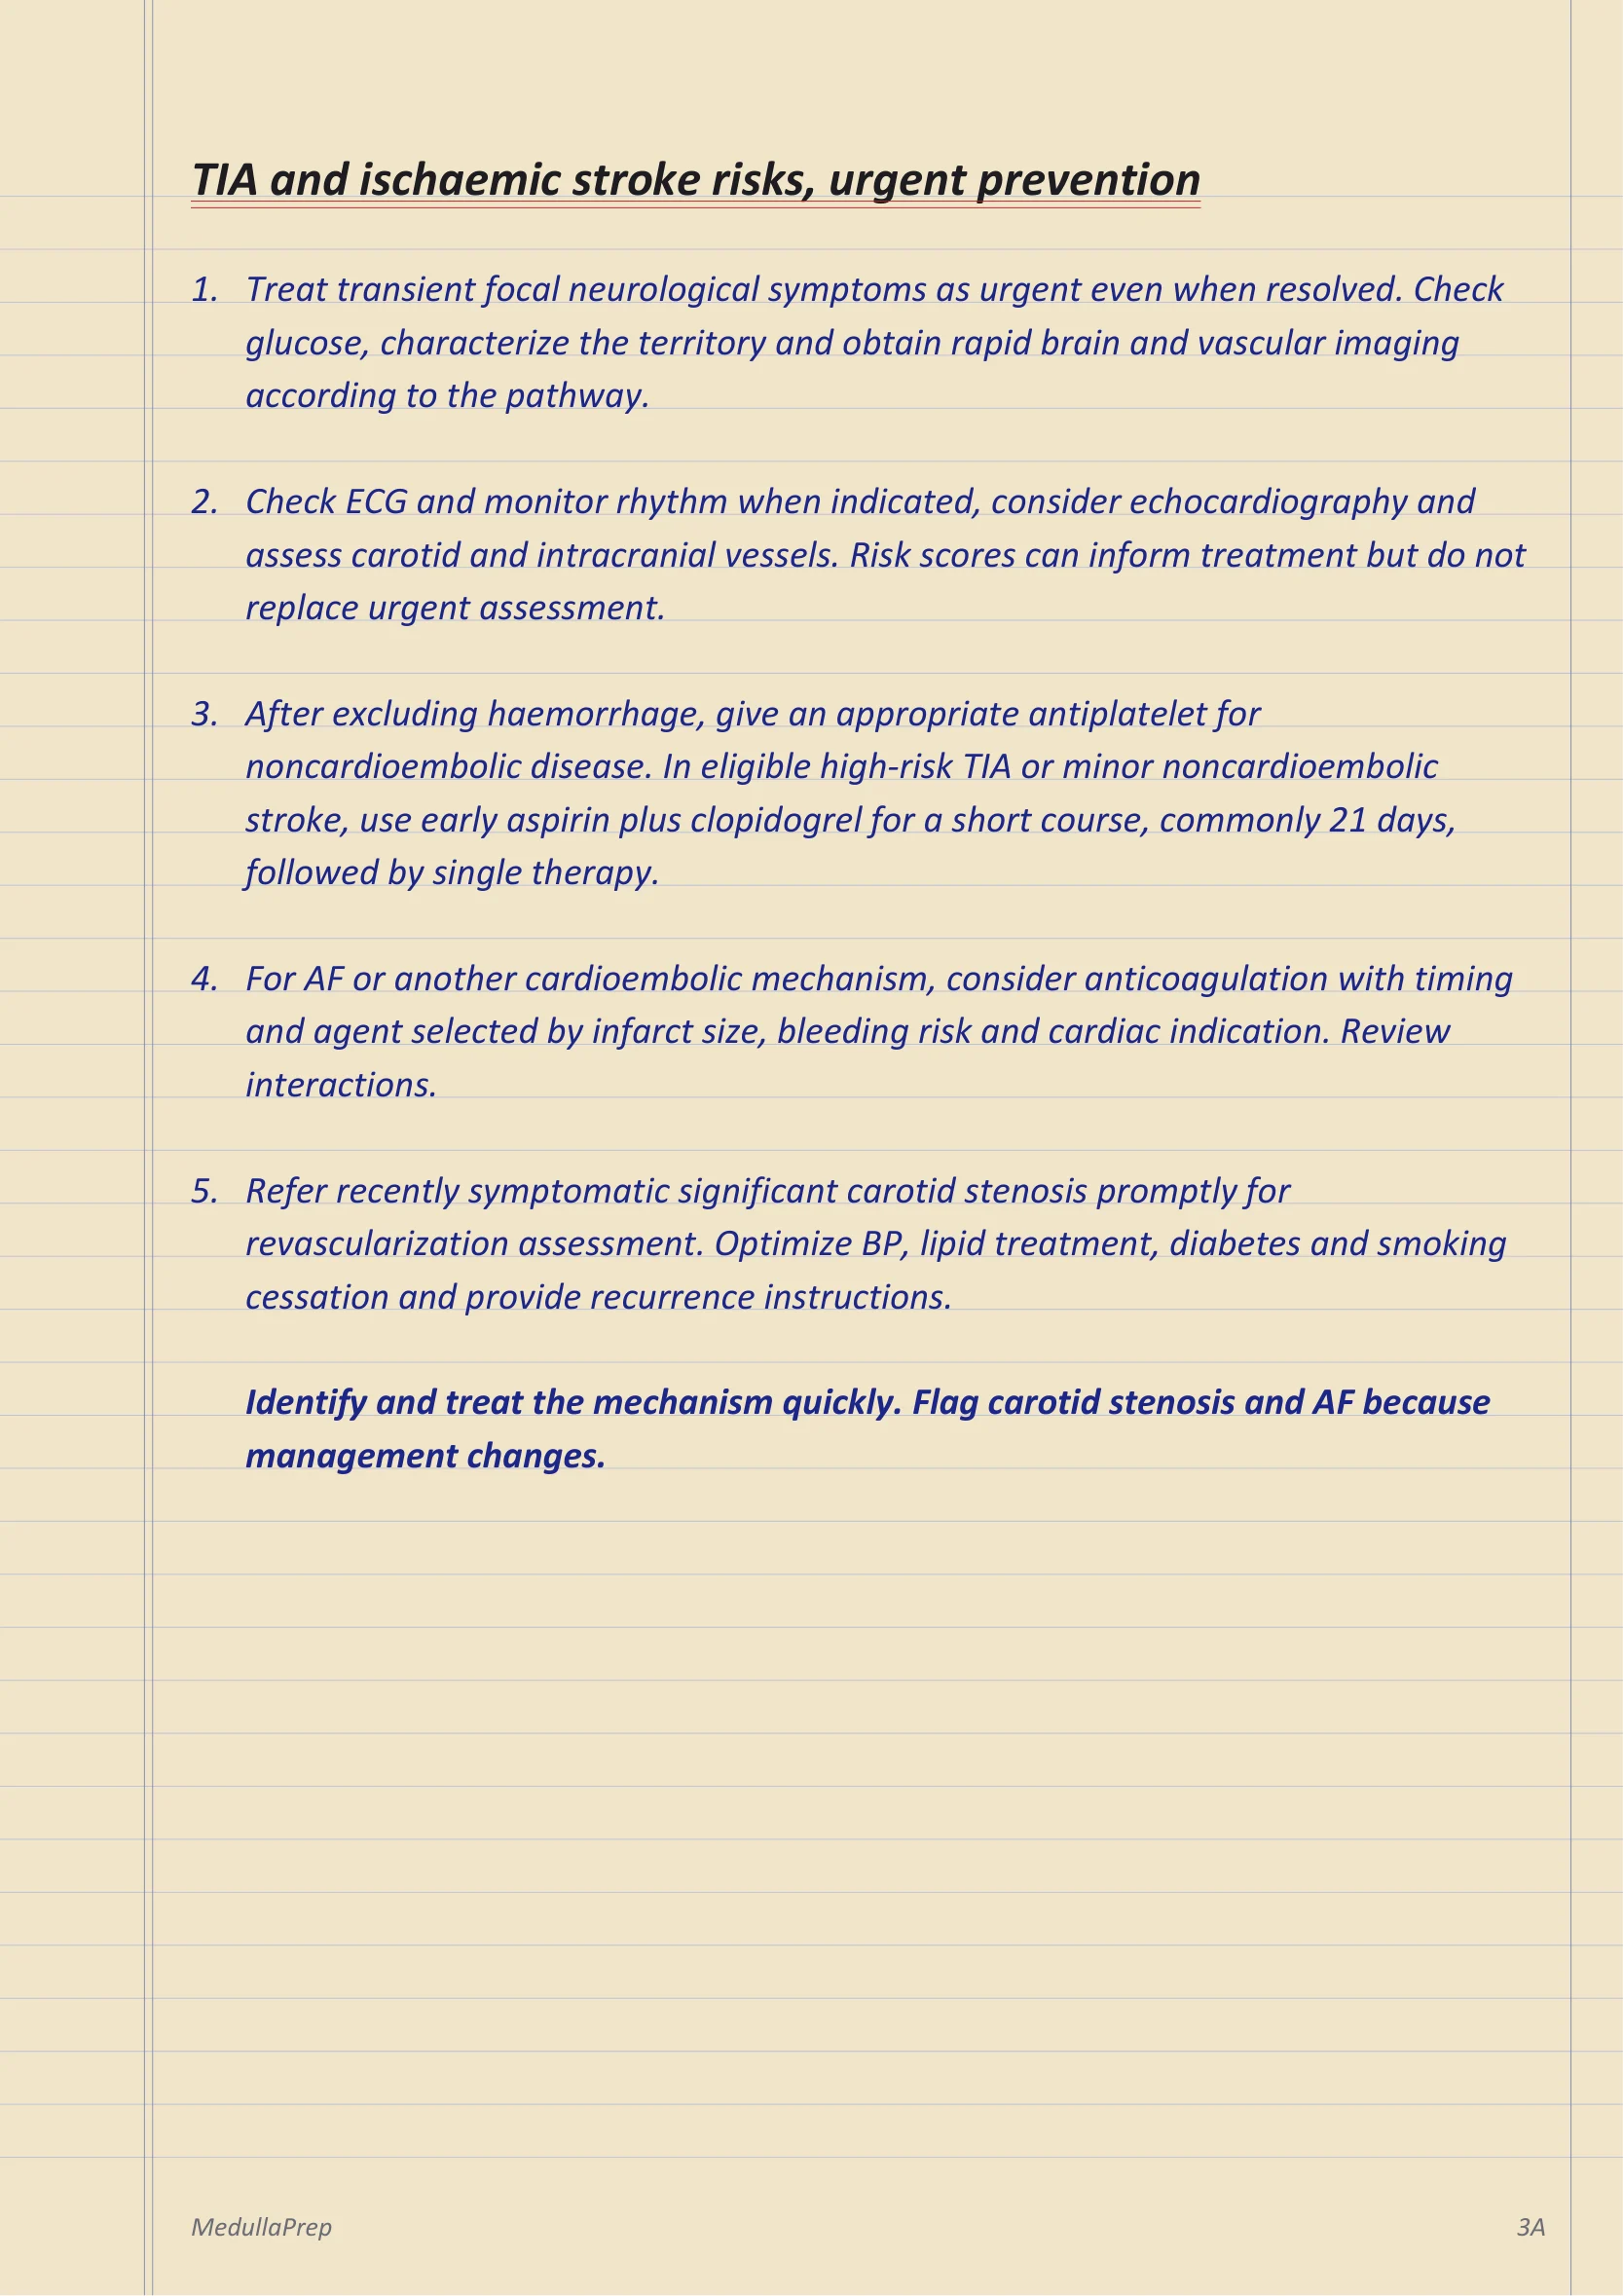 TIA and ischaemic stroke risks, urgent prevention
1. Treat transient focal neurological symptoms as urgent even when resolved. Check
glucose, characterize the territory and obtain rapid brain and vascular imaging
according to the pathway.
2. Check ECG and monitor rhythm when indicated, consider echocardiography and
assess carotid and intracranial vessels. Risk scores can inform treatment but do not
replace urgent assessment.
3. After excluding haemorrhage, give an appropriate antiplatelet for
noncardioembolic disease. In eligible high-risk TIA or minor noncardioembolic
stroke, use early aspirin plus clopidogrel for a short course, commonly 21 days,
followed by single therapy.
4. For AF or another cardioembolic mechanism, consider anticoagulation with timing
and agent selected by infarct size, bleeding risk and cardiac indication. Review
interactions.
5. Refer recently symptomatic significant carotid stenosis promptly for
revascularization assessment. Optimize BP, lipid treatment, diabetes and smoking
cessation and provide recurrence instructions.
Identify and treat the mechanism quickly. Flag carotid stenosis and AF because
management changes.
MedullaPrep 3A